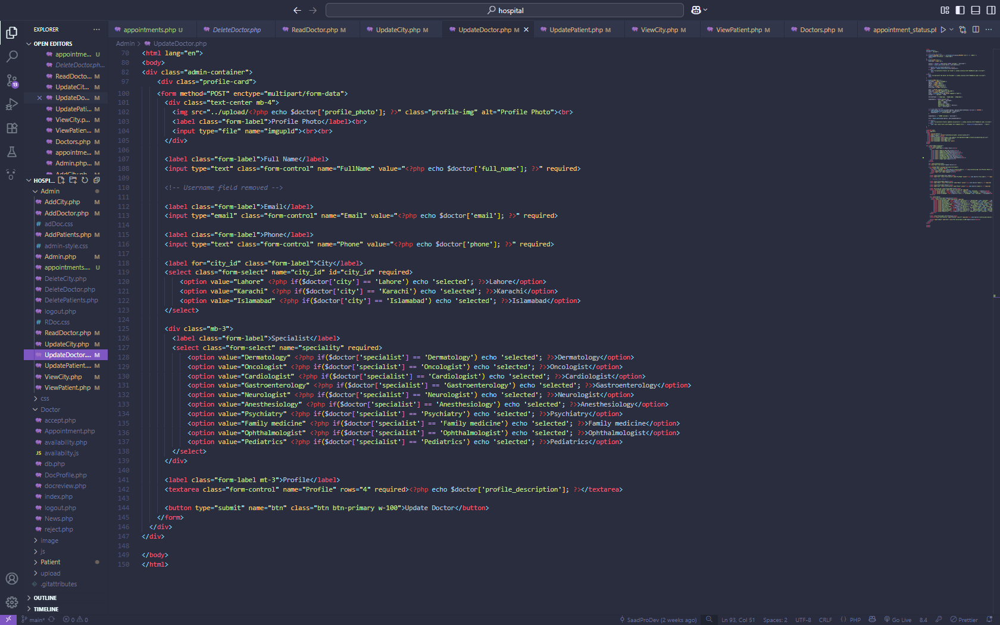 hospital
EXPLORER
appointments.php U
DeleteDoctor.php
ReadDoctor.php M
UpdateCity.php M
UpdateDoctor.php M
UpdatePatient.php M
ViewCity.php M
ViewPatient.php M
Doctors.php M
appointment_status.pl
OPEN EDITORS
appointme... U
DeleteDoctor.ph...
ReadDocto... M
UpdateCit... M
UpdateDo... M
UpdatePati... M
ViewCity.p... M
ViewPatien... M
Doctors.php M
appointme... M
Admin.php... M
AddCity.php M
HOSPI...
Admin
AddCity.php M
AddDoctor.php M
adDoc.css
AddPatients.php M
admin-style.css
Admin.php M
appointments.... U
DeleteCity.php
DeleteDoctor.php
DeletePatients.php
logout.php
RDoc.css
ReadDoctor.php M
UpdateCity.php M
UpdateDoctor.... M
UpdatePatient.... M
ViewCity.php M
ViewPatient.php M
css
Doctor
accept.php
Appointment.php
availability.php
JS availabilty.js
db.php
DocProfile.php
docreview.php
index.php
logout.php
News.php
reject.php
image
js
Patient
upload
.gitattributes
OUTLINE
TIMELINE
Admin > UpdateDoctor.php
70 <html lang="en">
80 <body>
82 <div class="admin-container">
97 <div class="profile-card">
100 <form method="POST" enctype="multipart/form-data">
101 <div class="text-center mb-4">
102 <img src="../upload/<?php echo $doctor['profile_photo']; ?>" class="profile-img" alt="Profile Photo"><br>
103 <label class="form-label">Profile Photo</label><br>
104 <input type="file" name="imgupld"><br><br>
105 </div>
106
107 <label class="form-label">Full Name</label>
108 <input type="text" class="form-control" name="FullName" value="<?php echo $doctor['full_name']; ?>" required>
109
110 <!-- Username field removed -->
111
112 <label class="form-label">Email</label>
113 <input type="email" class="form-control" name="Email" value="<?php echo $doctor['email']; ?>" required>
114
115 <label class="form-label">Phone</label>
116 <input type="text" class="form-control" name="Phone" value="<?php echo $doctor['phone']; ?>" required>
117
118 <label for="city_id" class="form-label">City</label>
119 <select class="form-select" name="city_id" id="city_id" required>
120 <option value="Lahore" <?php if($doctor['city'] == 'Lahore') echo 'selected'; ?>>Lahore</option>
121 <option value="Karachi" <?php if($doctor['city'] == 'Karachi') echo 'selected'; ?>>Karachi</option>
122 <option value="Islamabad" <?php if($doctor['city'] == 'Islamabad') echo 'selected'; ?>>Islamabad</option>
123 </select>
124
125 <div class="mb-3">
126 <label class="form-label">Specialist</label>
127 <select class="form-select" name="speciality" required>
128 <option value="Dermatology" <?php if($doctor['specialist'] == 'Dermatology') echo 'selected'; ?>>Dermatology</option>
129 <option value="Oncologist" <?php if($doctor['specialist'] == 'Oncologist') echo 'selected'; ?>>Oncologist</option>
130 <option value="Cardiologist" <?php if($doctor['specialist'] == 'Cardiologist') echo 'selected'; ?>>Cardiologist</option>
131 <option value="Gastroenterology" <?php if($doctor['specialist'] == 'Gastroenterology') echo 'selected'; ?>>Gastroenterology</option>
132 <option value="Neurologist" <?php if($doctor['specialist'] == 'Neurologist') echo 'selected'; ?>>Neurologist</option>
133 <option value="Anesthesiology" <?php if($doctor['specialist'] == 'Anesthesiology') echo 'selected'; ?>>Anesthesiology</option>
134 <option value="Psychiatry" <?php if($doctor['specialist'] == 'Psychiatry') echo 'selected'; ?>>Psychiatry</option>
135 <option value="Family medicine" <?php if($doctor['specialist'] == 'Family medicine') echo 'selected'; ?>>Family medicine</option>
136 <option value="Ophthalmologist" <?php if($doctor['specialist'] == 'Ophthalmologist') echo 'selected'; ?>>Ophthalmologist</option>
137 <option value="Pediatrics" <?php if($doctor['specialist'] == 'Pediatrics') echo 'selected'; ?>>Pediatrics</option>
138 </select>
139 </div>
140
141 <label class="form-label mt-3">Profile</label>
142 <textarea class="form-control" name="Profile" rows="4" required><?php echo $doctor['profile_description']; ?></textarea>
143
144 <button type="submit" name="btn" class="btn btn-primary w-100">Update Doctor</button>
145 </form>
146 </div>
147 </div>
148
149 </body>
150 </html>
13
main* 0 0
SaadProDev (2 weeks ago) Ln 93, Col 51 Spaces: 2 UTF-8 CRLF {} PHP Go Live 8.4 Prettier